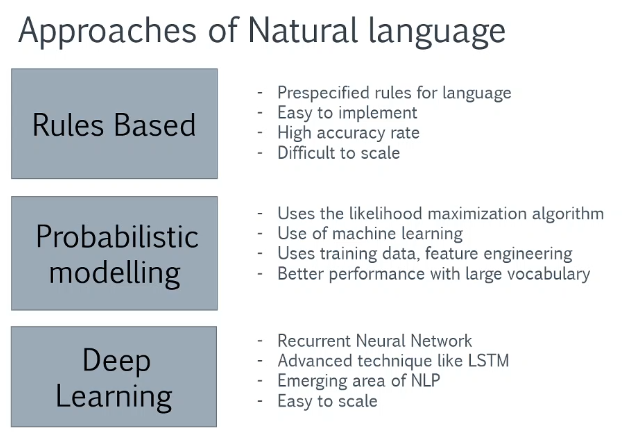 Approaches of Natural language
Rules Based
- Prespecified rules for language
- Easy to implement
- High accuracy rate
- Difficult to scale
Probabilistic
modelling
- Uses the likelihood maximization algorithm
- Use of machine learning
- Uses training data, feature engineering
- Better performance with large vocabulary
Deep
Learning
- Recurrent Neural Network
- Advanced technique like LSTM
- Emerging area of NLP
- Easy to scale